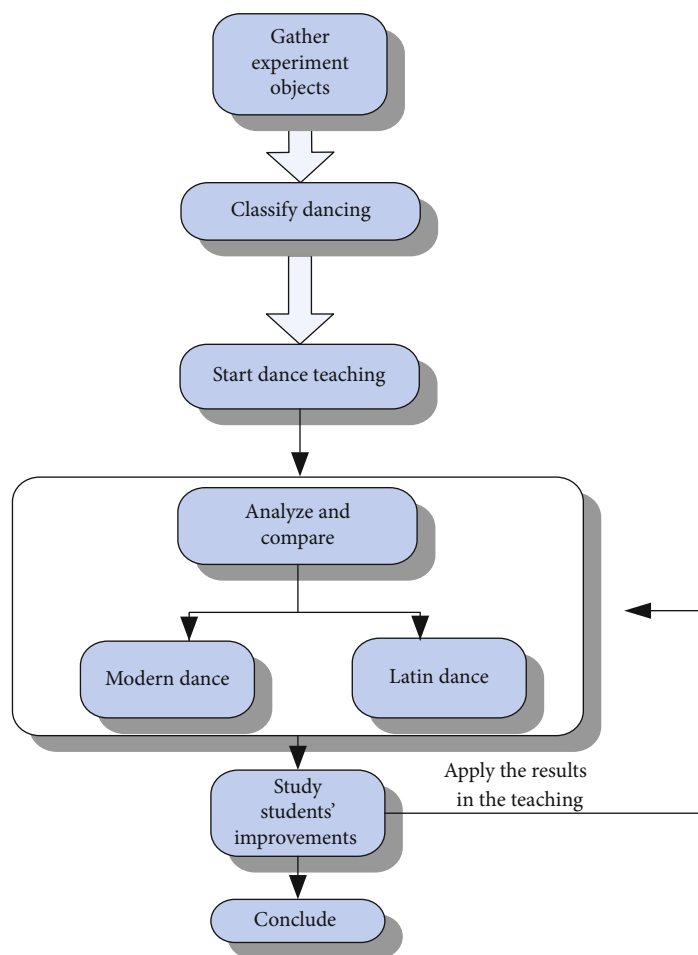 Gather
experiment
objects
Classify dancing
Start dance teaching
Analyze and
compare
Modern dance
Latin dance
Apply the results
in the teaching
Study
students’
improvements
Conclude